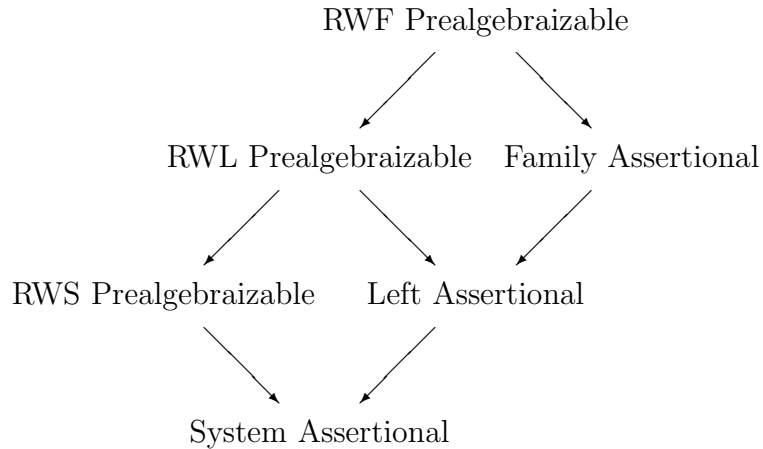 RWF Prealgebraizable
RWL Prealgebraizable Family Assertional
RWS Prealgebraizable Left Assertional
System Assertional